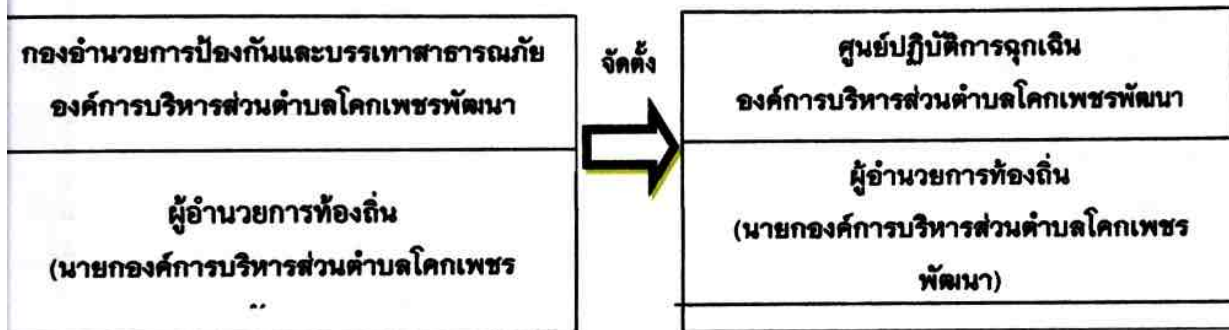 กองอำนวยการป้องกันและบรรเทาสาธารณภัย
องค์การบริหารส่วนตำบลโคกเพชรพัฒนา
ผู้อำนวยการท้องถิ่น
(นายกองค์การบริหารส่วนตำบลโคกเพชร
จัดตั้ง
ศูนย์ปฏิบัติการฉุกเฉิน
องค์การบริหารส่วนตำบลโคกเพชรพัฒนา
ผู้อำนวยการท้องถิ่น
(นายกองค์การบริหารส่วนตำบลโคกเพชร
พัฒนา)